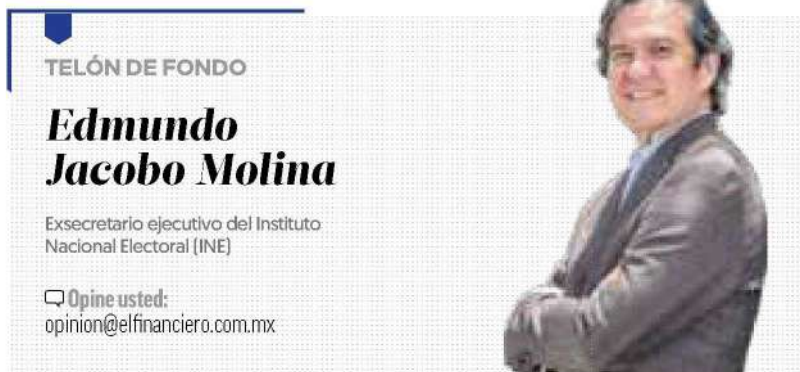 TELÓN DE FONDO
Edmundo
Jacobo Molina
Exsecretario ejecutivo del Instituto
Nacional Electoral (INE)
Opine usted:
opinion@elfinanciero.com.mx